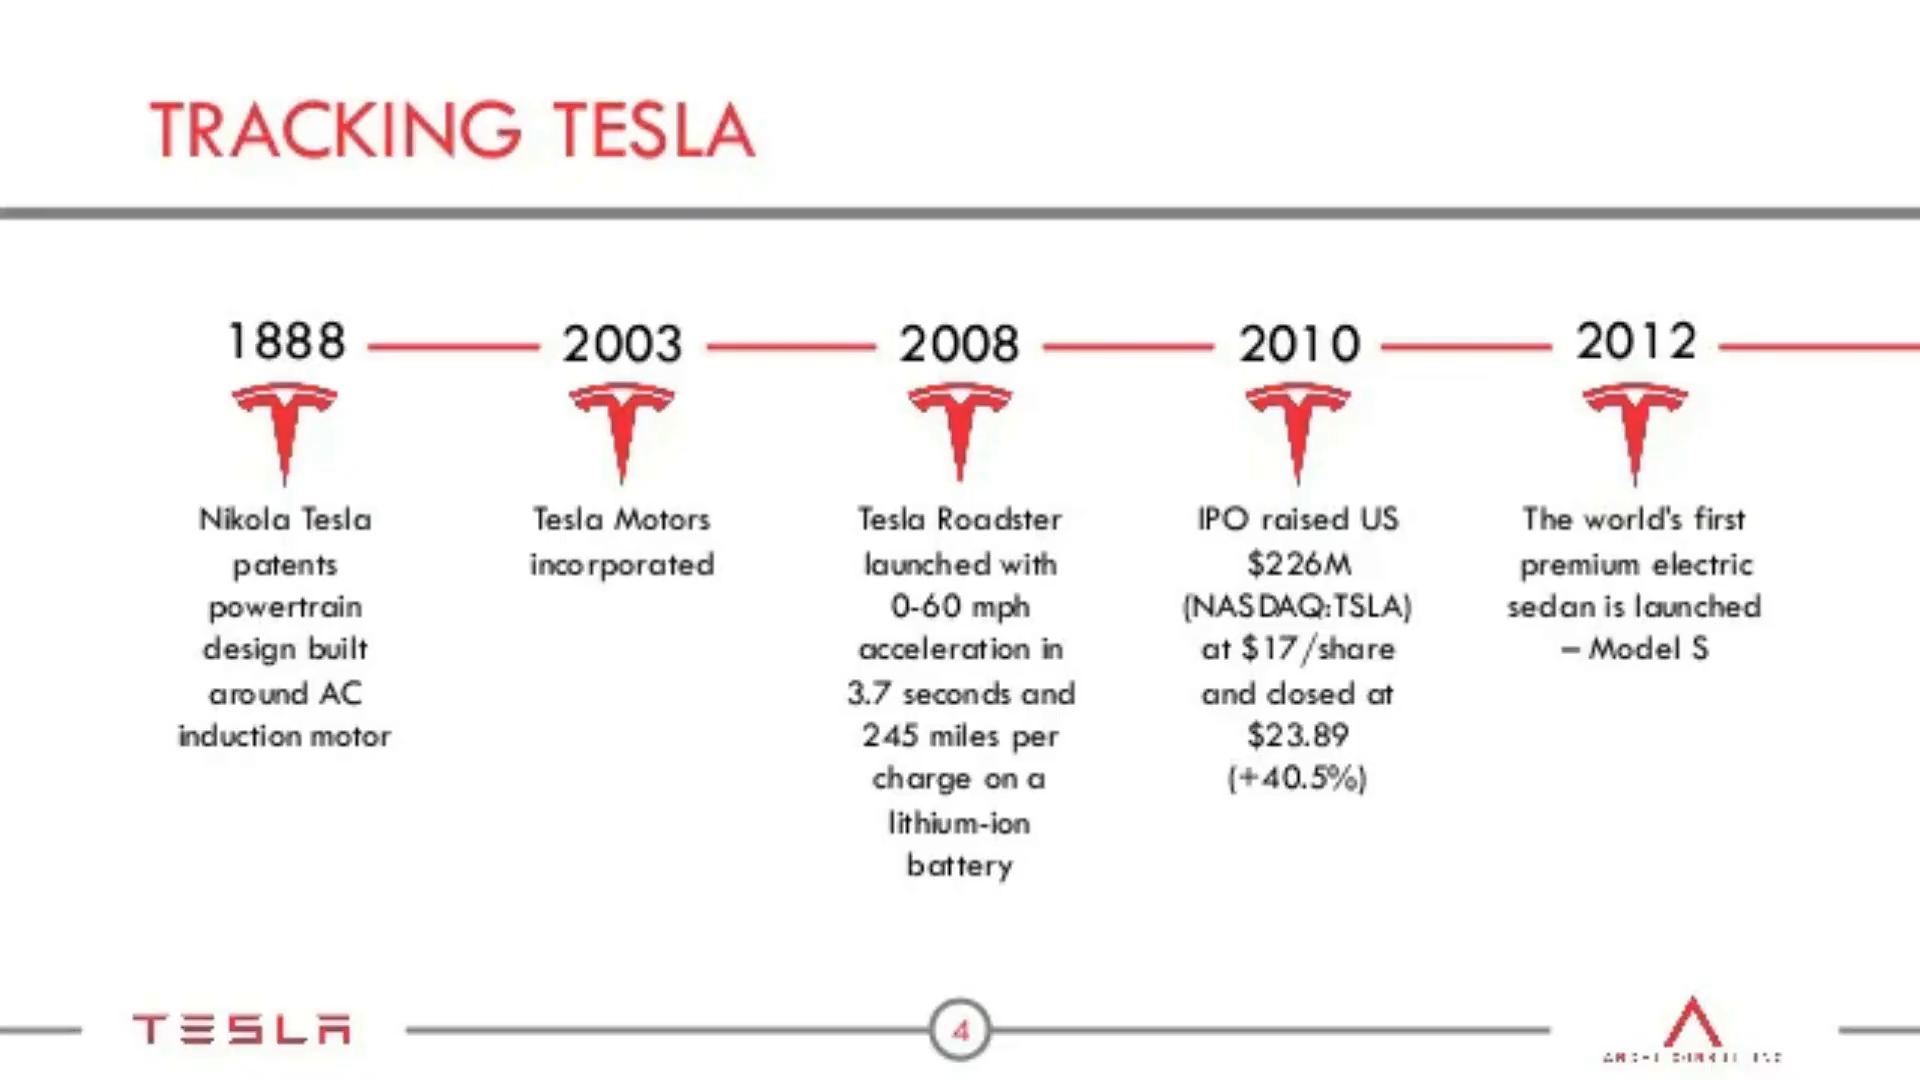 TRACKING TESLA
1888
2003
2008
2010
2012
Nikola Tesla
patents
powertrain
design built
around AC
induction motor
Tesla Motors
incorporated
Tesla Roadster
launched with
0-60 mph
acceleration in
3.7 seconds and
245 miles per
charge on a
lithium-ion
battery
IPO raised US
$226M
(NASDAQ:TSLA)
at $17/share
and closed at
$23.89
(+40.5%)
The world's first
premium electric
sedan is launched
– Model S
TESLA
4